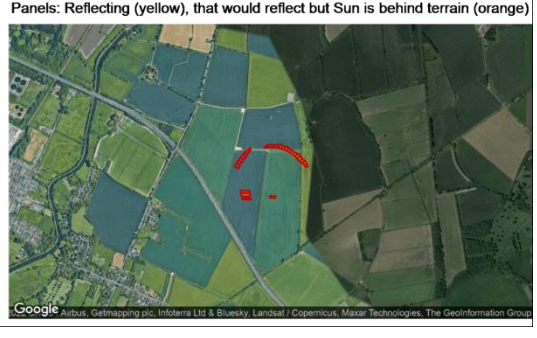 Panels: Reflecting (yellow), that would reflect but Sun is behind terrain (orange)
Google
Airbus, Getmapping plc, Infoterra Ltd & Bluesky, Landsat / Copernicus, Maxar Technologies, The GeoInformation Group